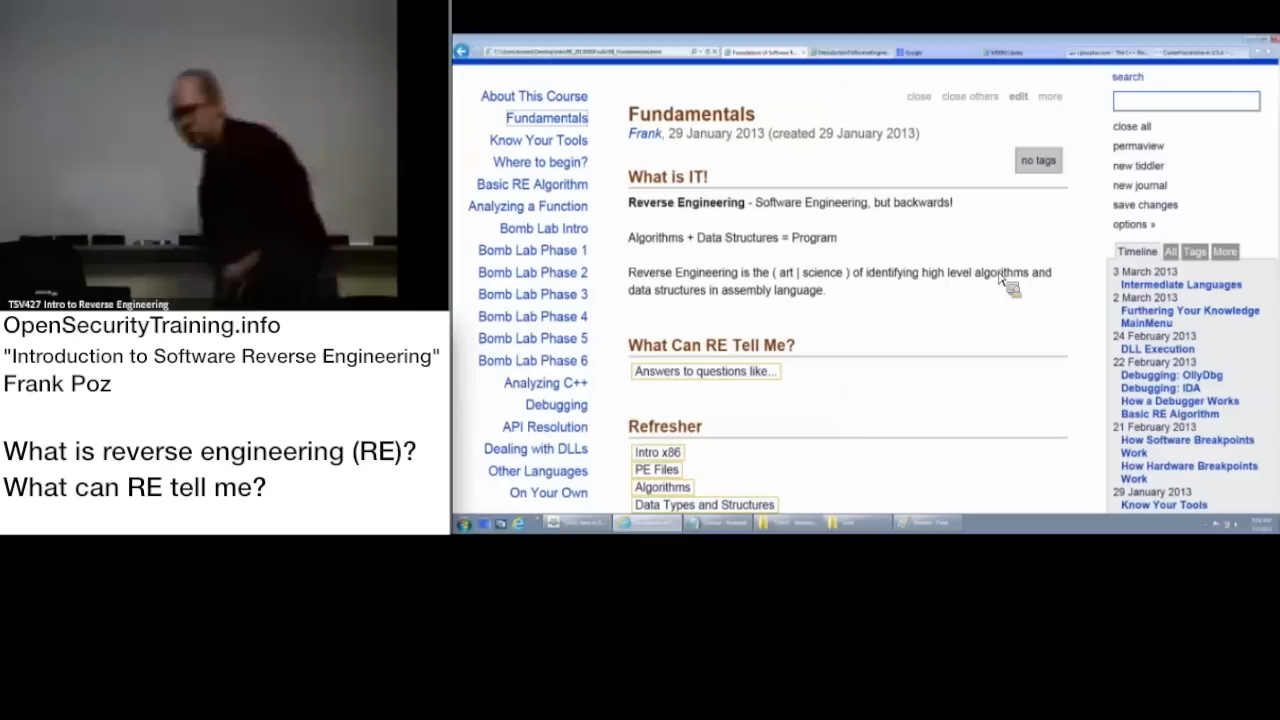 TSV427 Intro to Reverse Engineering
OpenSecurityTraining.info
"Introduction to Software Reverse Engineering"
Frank Poz
What is reverse engineering (RE)?
What can RE tell me?
About This Course
Fundamentals
Know Your Tools
Where to begin?
Basic RE Algorithm
Analyzing a Function
Bomb Lab Intro
Bomb Lab Phase 1
Bomb Lab Phase 2
Bomb Lab Phase 3
Bomb Lab Phase 4
Bomb Lab Phase 5
Bomb Lab Phase 6
Analyzing C++
Debugging
API Resolution
Dealing with DLLs
Other Languages
On Your Own
close close others edit more
Fundamentals
Frank, 29 January 2013 (created 29 January 2013)
no tags
What is IT!
Reverse Engineering - Software Engineering, but backwards!
Algorithms + Data Structures = Program
Reverse Engineering is the ( art | science ) of identifying high level algorithms and
data structures in assembly language.
What Can RE Tell Me?
Answers to questions like...
Refresher
Intro x86
PE Files
Algorithms
Data Types and Structures
search
close all
permaview
new tiddler
new journal
save changes
options »
Timeline All Tags More
3 March 2013
Intermediate Languages
2 March 2013
Furthering Your Knowledge
MainMenu
24 February 2013
DLL Execution
22 February 2013
Debugging: OllyDbg
Debugging: IDA
How a Debugger Works
Basic RE Algorithm
21 February 2013
How Software Breakpoints
Work
How Hardware Breakpoints
Work
29 January 2013
Know Your Tools